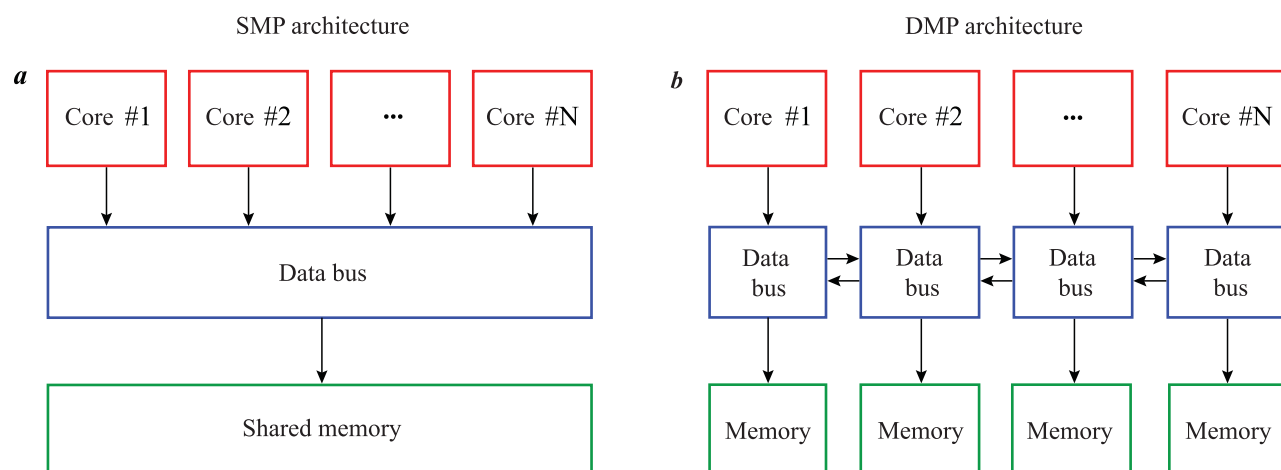 SMP architecture
a
Core #1
Core #2
...
Core #N
Data bus
Shared memory
DMP architecture
b
Core #1
Core #2
...
Core #N
Data
bus
Data
bus
Data
bus
Data
bus
Memory
Memory
Memory
Memory